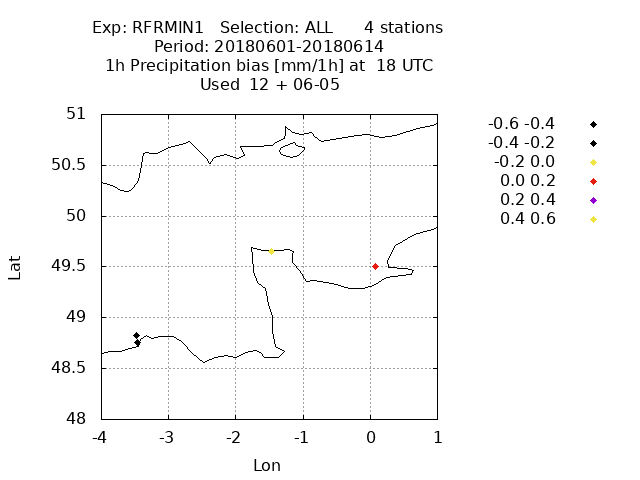 Exp: RFRMIN1 Selection: ALL 4 stations
Period: 20180601-20180614
1h Precipitation bias [mm/1h] at 18 UTC
Used 12 + 06-05
51
50.5
50
49.5
49
48.5
48
-4 -3 -2 -1 0 1
Lat
Lon
-0.6 -0.4
-0.4 -0.2
-0.2 0.0
0.0 0.2
0.2 0.4
0.4 0.6